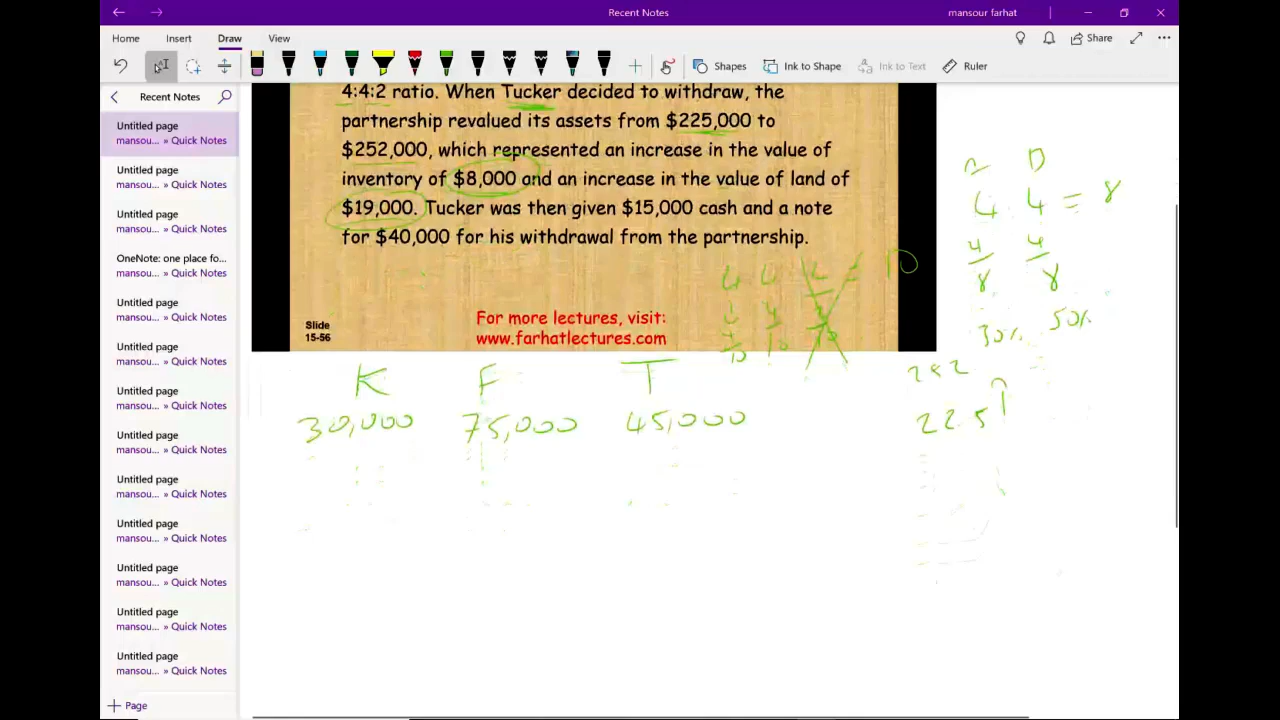 Recent Notes
mansour farhat
Home Insert Draw View
Share
Shapes Ink to Shape Ink to Text Ruler
Recent Notes
Untitled page
mansou... » Quick Notes
Untitled page
mansou... » Quick Notes
Untitled page
mansou... » Quick Notes
OneNote: one place fo...
mansou... » Quick Notes
Untitled page
mansou... » Quick Notes
Untitled page
mansou... » Quick Notes
Untitled page
mansou... » Quick Notes
Untitled page
mansou... » Quick Notes
Untitled page
mansou... » Quick Notes
Untitled page
mansou... » Quick Notes
Untitled page
mansou... » Quick Notes
Untitled page
mansou... » Quick Notes
Untitled page
mansou... » Quick Notes
Page
4:4:2 ratio. When Tucker decided to withdraw, the
partnership revalued its assets from $225,000 to
$252,000, which represented an increase in the value of
inventory of $8,000 and an increase in the value of land of
$19,000. Tucker was then given $15,000 cash and a note
for $40,000 for his withdrawal from the partnership.
For more lectures, visit:
www.farhatlectures.com
Slide
15-56
D
4 4 = 8
4 4
8 8
50%
4 4 2 = 10
K F T
30,000 75,000 45,000
252
225